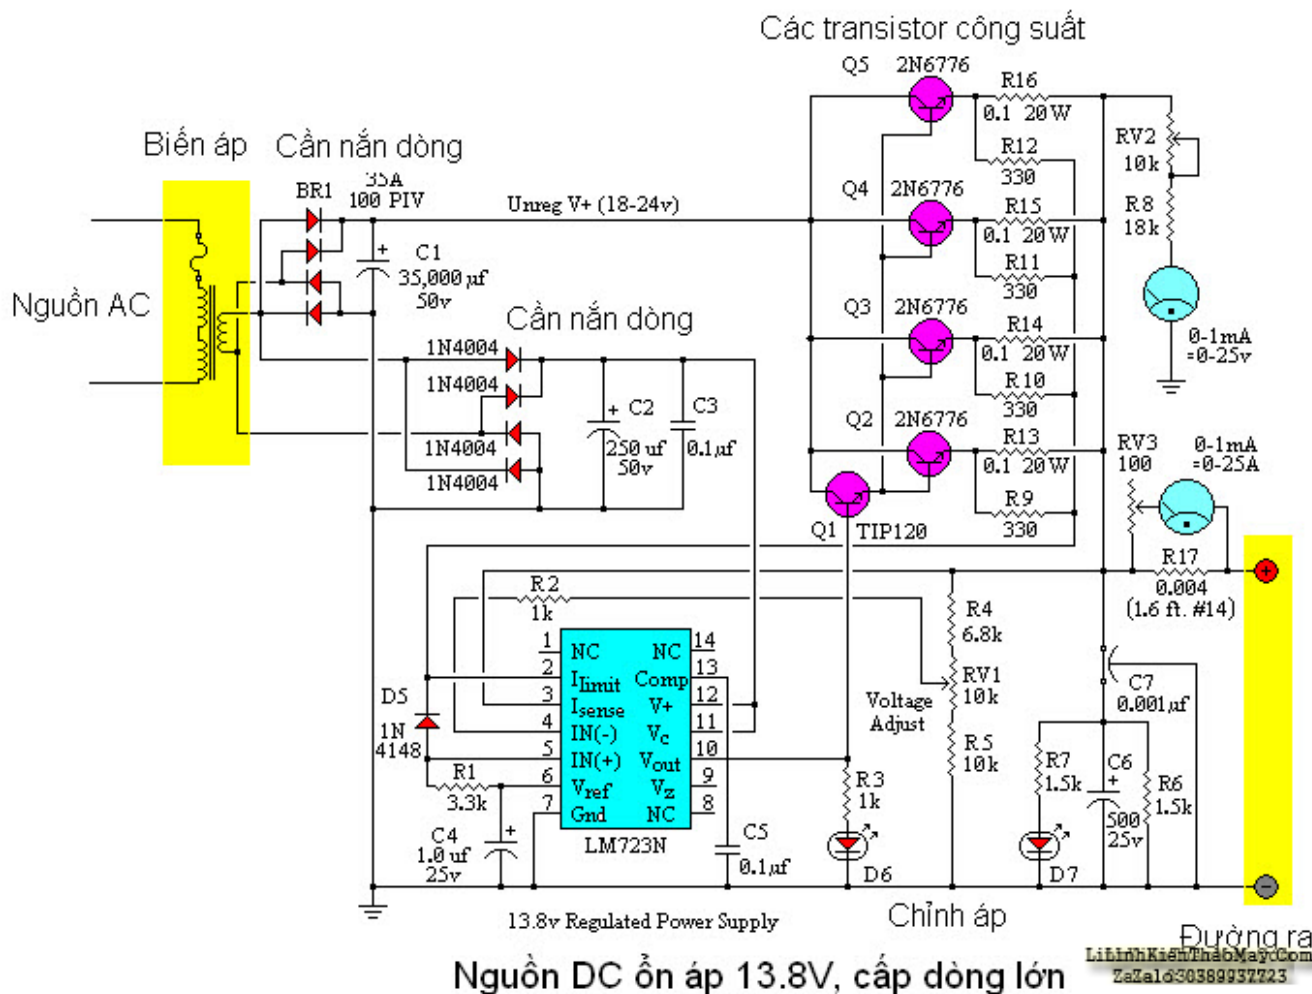 Các transistor công suất
Q5 2N6776
R16
0.1 20W
Biến áp
Cần nắn dòng
BR1
35A
100 PIV
R12
330
RV2
10k
Q4 2N6776
Unreg V+ (18-24v)
R15
0.1 20W
R8
18k
C1
+
35,000 µf
50v
R11
330
Nguồn AC
Cần nắn dòng
Q3 2N6776
R14
0.1 20W
0-1mA
=0-25v
1N4004
1N4004
1N4004
1N4004
R10
330
+
C2
250 uf
50v
C3
0.1µf
Q2 2N6776
R13
0.1 20W
RV3
100
0-1mA
=0-25A
R9
330
Q1 TIP120
R17
0.004
(1.6 ft. #14)
+
R2
1k
R4
6.8k
1 NC
2 Ilimit
3 Isense
4 IN(-)
5 IN(+)
6 Vref
7 Gnd
NC 14
Comp 13
V+ 12
Vc 11
Vout 10
Vz 9
NC 8
LM723N
D5
1N
4148
R1
3.3k
C4
+
1.0 uf
25v
C5
0.1µf
Voltage
Adjust
RV1
10k
R5
10k
R3
1k
D6
C7
0.001µf
R7
1.5k
C6
+
500
25v
R6
1.5k
D7
−
13.8v Regulated Power Supply
Chỉnh áp
Đường ra
Nguồn DC ổn áp 13.8V, cấp dòng lớn
LiLinhKienThaoMay.Com
ZaZalo:0389937723